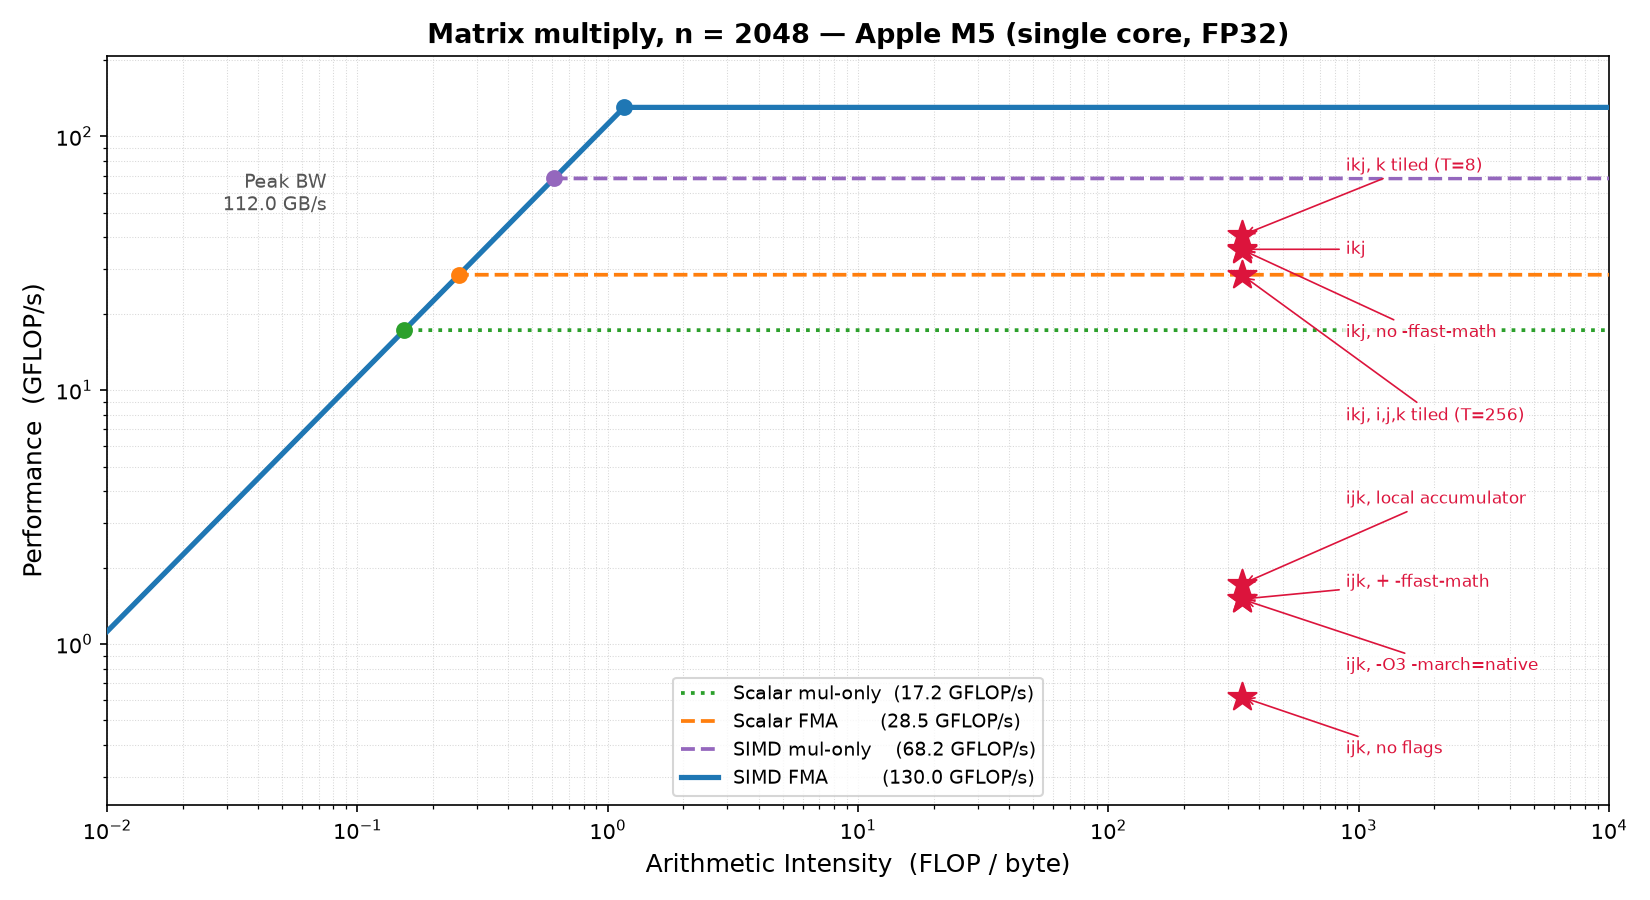 Matrix multiply, n = 2048 — Apple M5 (single core, FP32)
Performance (GFLOP/s)
10²
10¹
10⁰
Peak BW
112.0 GB/s
ikj, k tiled (T=8)
ikj
ikj, no -ffast-math
ikj, i,j,k tiled (T=256)
ijk, local accumulator
ijk, + -ffast-math
ijk, -O3 -march=native
ijk, no flags
Scalar mul-only (17.2 GFLOP/s)
Scalar FMA (28.5 GFLOP/s)
SIMD mul-only (68.2 GFLOP/s)
SIMD FMA (130.0 GFLOP/s)
10⁻² 10⁻¹ 10⁰ 10¹ 10² 10³ 10⁴
Arithmetic Intensity (FLOP / byte)